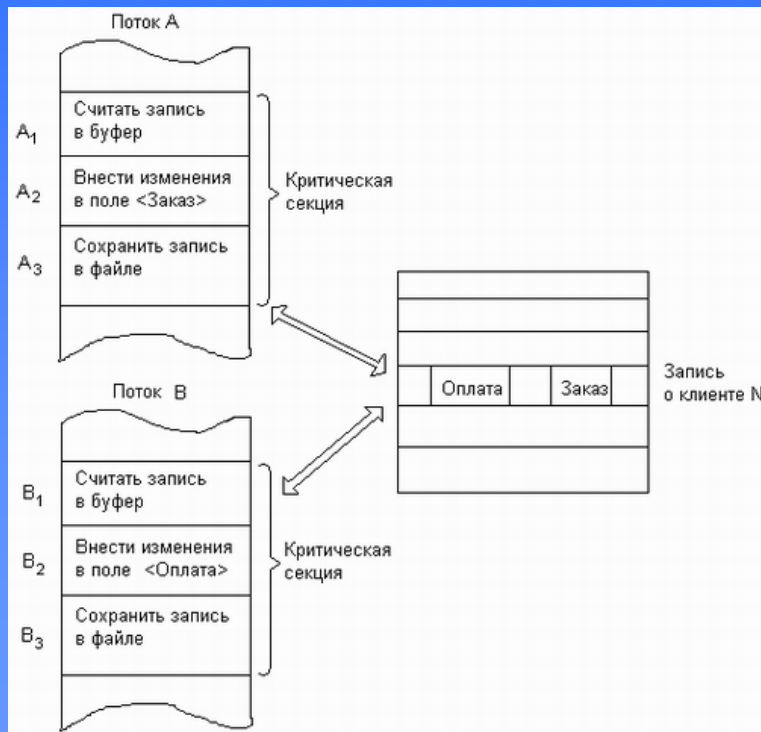 Поток А
A1
Считать запись
в буфер
A2
Внести изменения
в поле <Заказ>
A3
Сохранить запись
в файле
Критическая
секция
Оплата
Заказ
Запись
о клиенте N
Поток В
B1
Считать запись
в буфер
B2
Внести изменения
в поле <Оплата>
B3
Сохранить запись
в файле
Критическая
секция